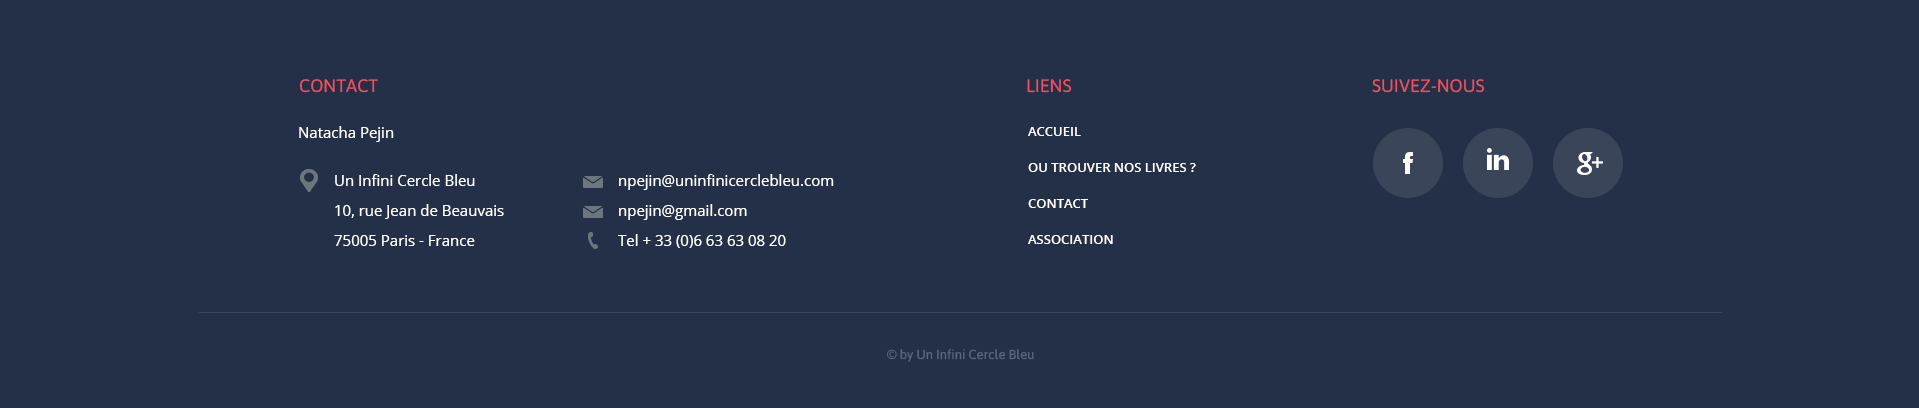 CONTACT
Natacha Pejin
Un Infini Cercle Bleu
10, rue Jean de Beauvais
75005 Paris - France
npejin@uninfinicerclebleu.com
npejin@gmail.com
Tel + 33 (0)6 63 63 08 20
LIENS
ACCUEIL
OU TROUVER NOS LIVRES ?
CONTACT
ASSOCIATION
SUIVEZ-NOUS
f
in
g+
© by Un Infini Cercle Bleu